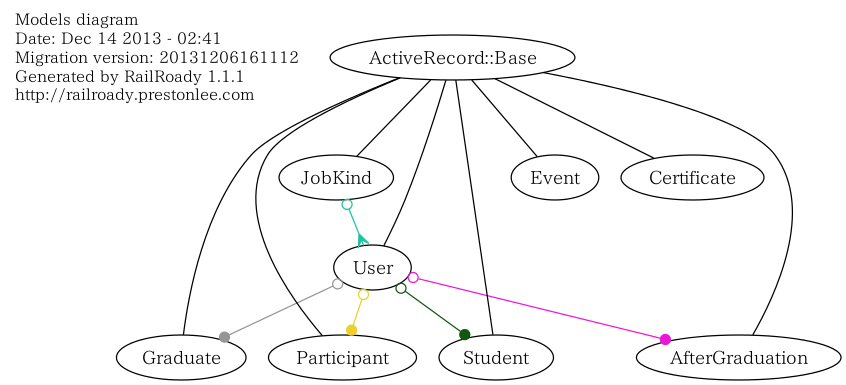 Models diagram
Date: Dec 14 2013 - 02:41
Migration version: 20131206161112
Generated by RailRoady 1.1.1
http://railroady.prestonlee.com
ActiveRecord::Base
JobKind
Event
Certificate
User
Graduate
Participant
Student
AfterGraduation